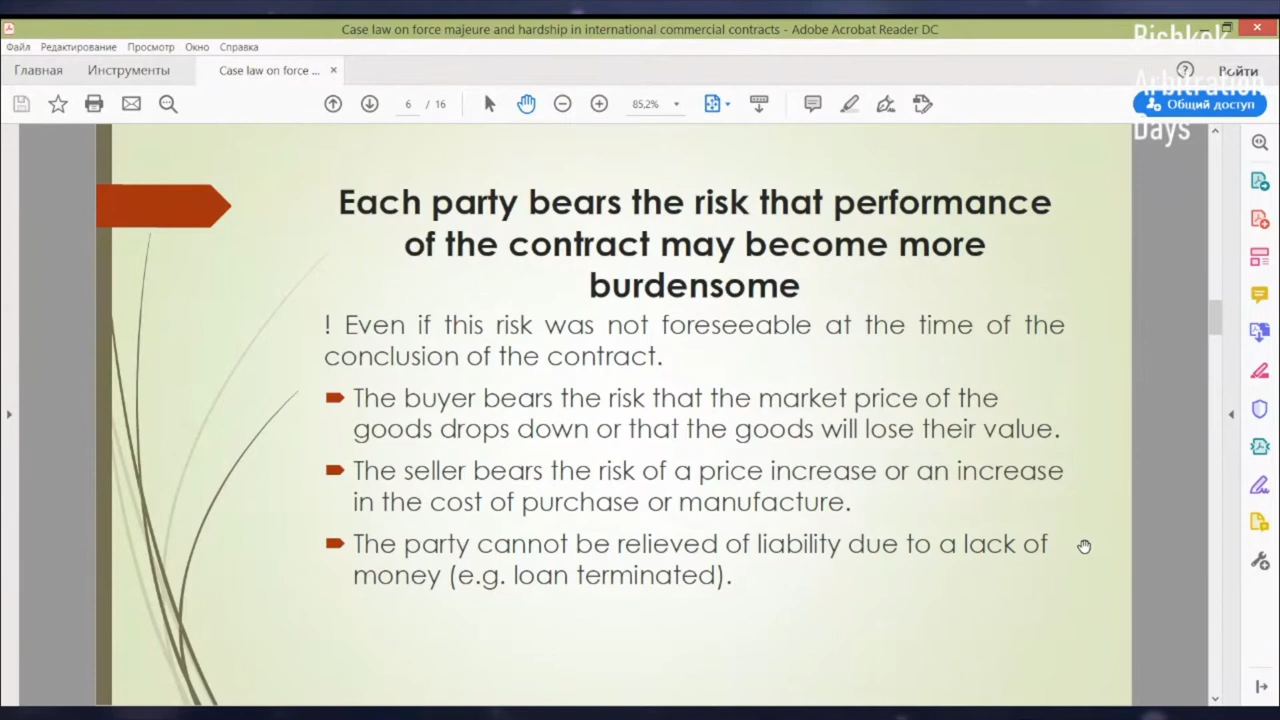 Case law on force majeure and hardship in international commercial contracts - Adobe Acrobat Reader DC
Файл Редактирование Просмотр Окно Справка
Главная Инструменты Case law on force ... × ? Войти
6 / 16 85,2% Общий доступ
Bishkek
Arbitration
Days
Each party bears the risk that performance
of the contract may become more
burdensome
! Even if this risk was not foreseeable at the time of the
conclusion of the contract.
The buyer bears the risk that the market price of the
goods drops down or that the goods will lose their value.
The seller bears the risk of a price increase or an increase
in the cost of purchase or manufacture.
The party cannot be relieved of liability due to a lack of
money (e.g. loan terminated).